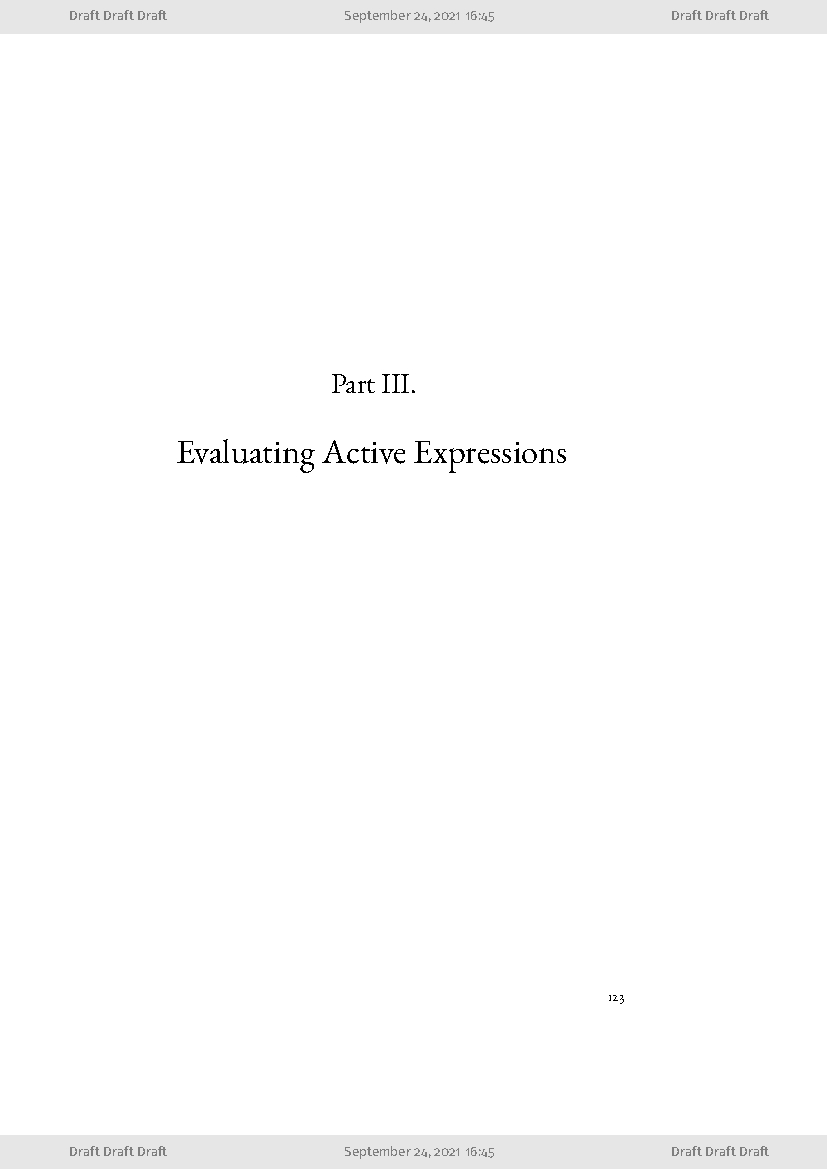 Draft Draft Draft September 24, 2021 16:45 Draft Draft Draft
Part III.
Evaluating Active Expressions
123
Draft Draft Draft September 24, 2021 16:45 Draft Draft Draft